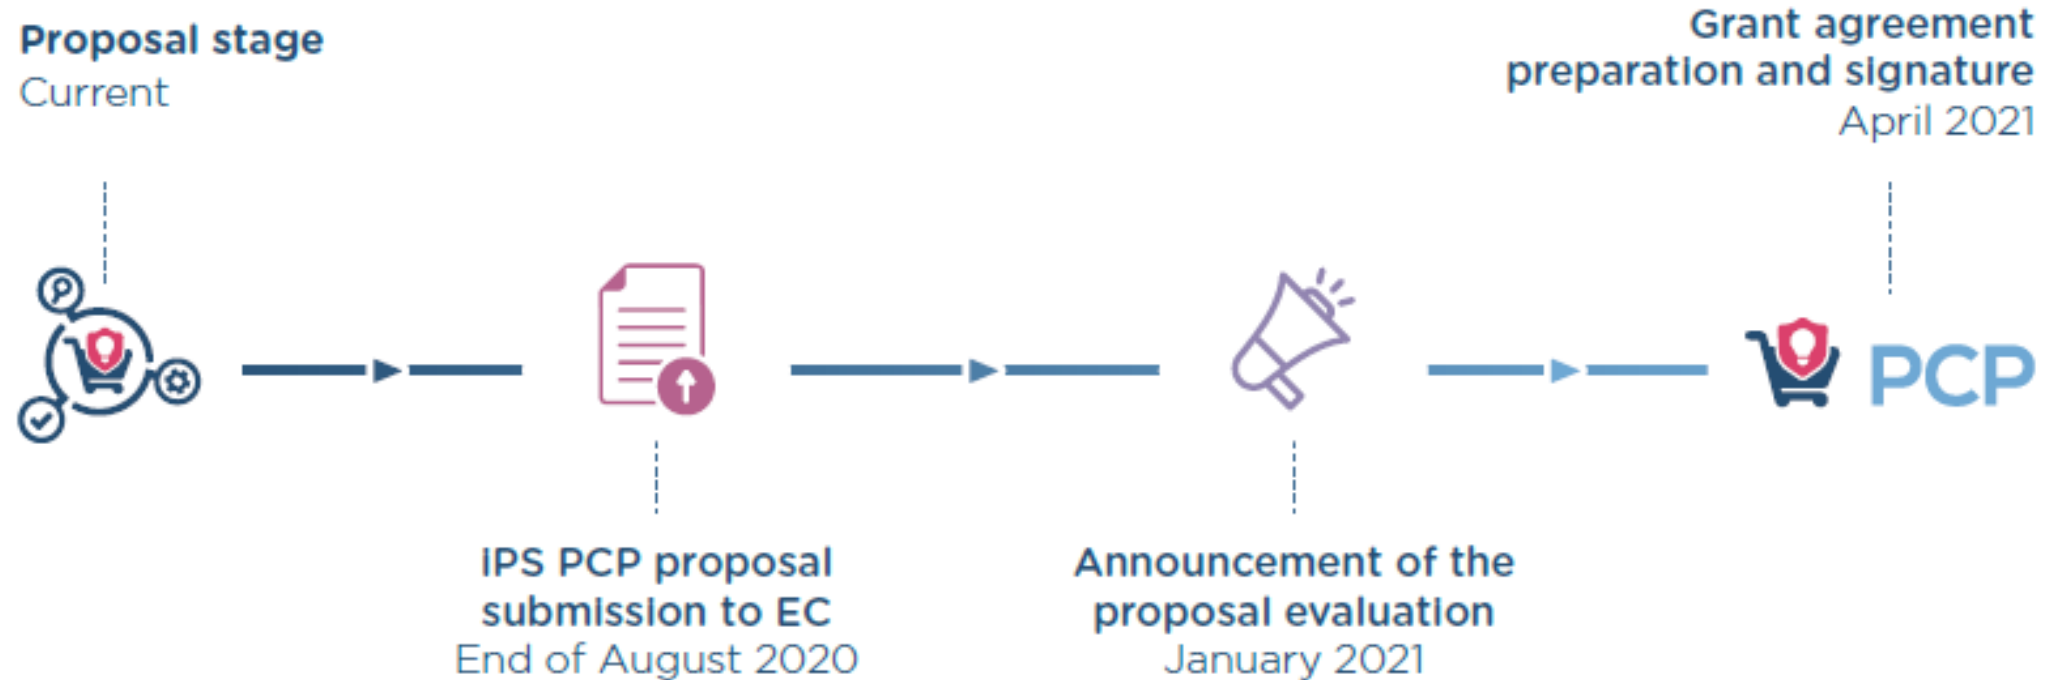 Proposal stage
Current
IPS PCP proposal
submission to EC
End of August 2020
Announcement of the
proposal evaluation
January 2021
Grant agreement
preparation and signature
April 2021
PCP